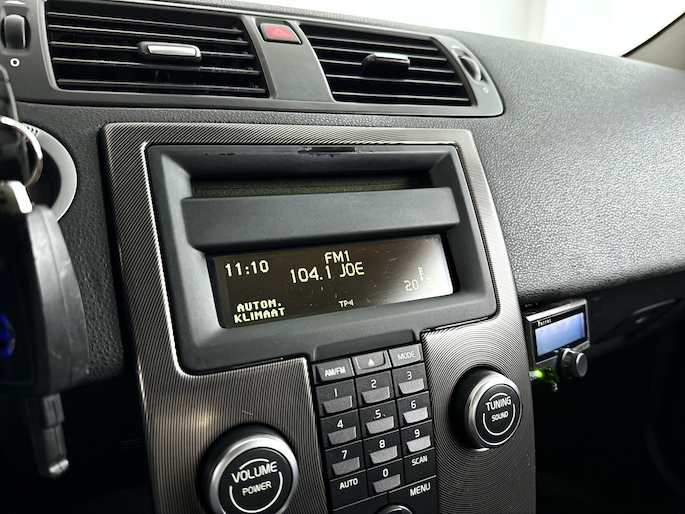 11:10
FM1
104.1 JOE
AUTOM.
KLIMAAT
TP
20
Parrot
AM/FM
MODE
1
2
3
4
5
6
7
8
9
AUTO
0
SCAN
MENU
VOLUME
POWER
TUNING
SOUND